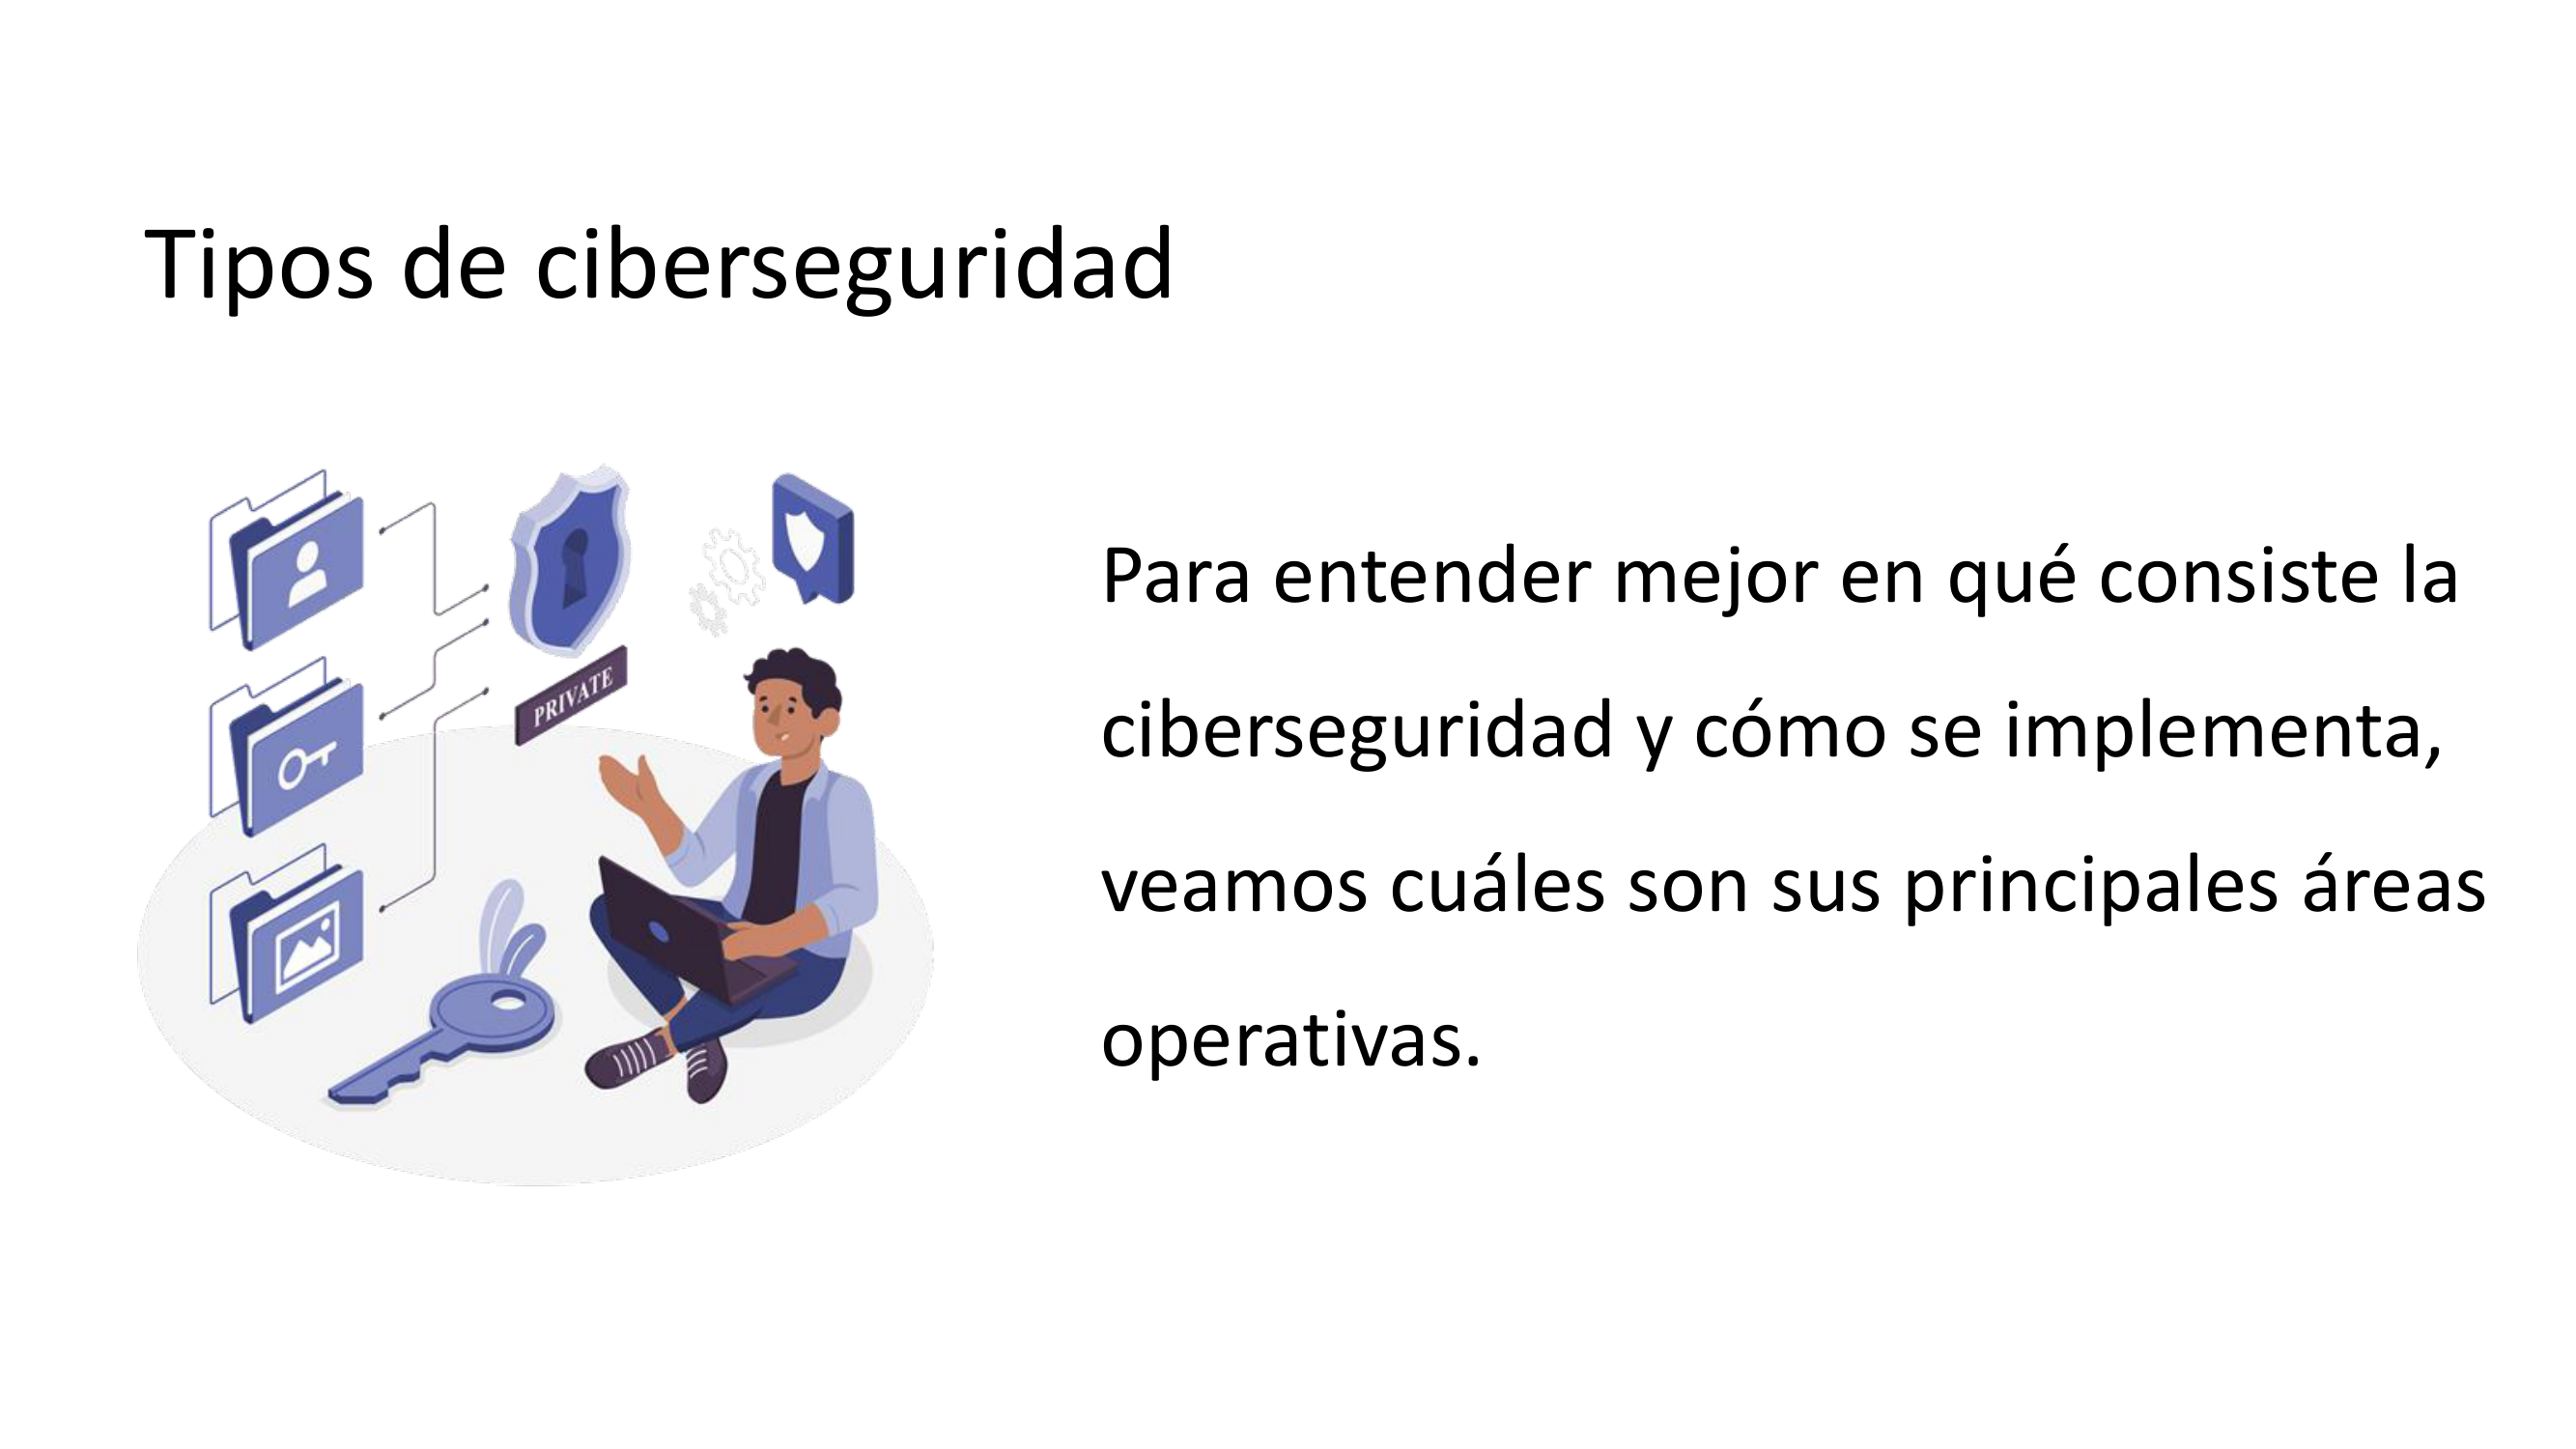 Tipos de ciberseguridad
PRIVATE
Para entender mejor en qué consiste la
ciberseguridad y cómo se implementa,
veamos cuáles son sus principales áreas
operativas.